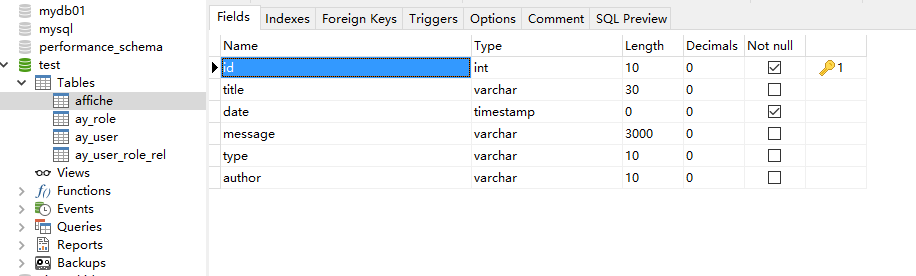 mydb01
mysql
performance_schema
test
Tables
affiche
ay_role
ay_user
ay_user_role_rel
Views
Functions
Events
Queries
Reports
Backups
Fields Indexes Foreign Keys Triggers Options Comment SQL Preview
Name Type Length Decimals Not null
id int 10 0 1
title varchar 30 0
date timestamp 0 0
message varchar 3000 0
type varchar 10 0
author varchar 10 0